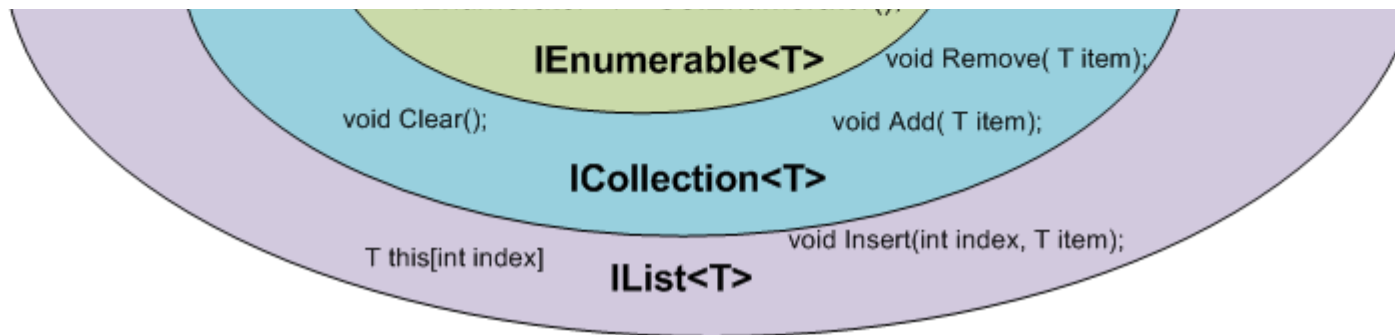 IEnumerable<T>
void Remove( T item);
void Clear();
void Add( T item);
ICollection<T>
void Insert(int index, T item);
T this[int index]
IList<T>